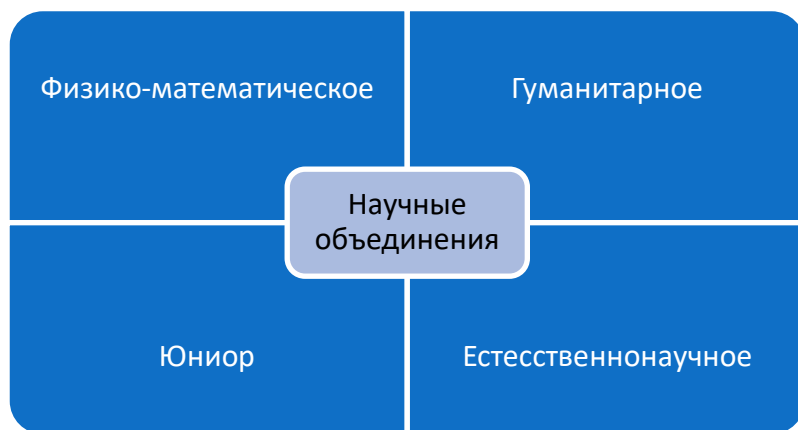 Физико-математическое
Гуманитарное
Научные
объединения
Юниор
Естесственнонаучное